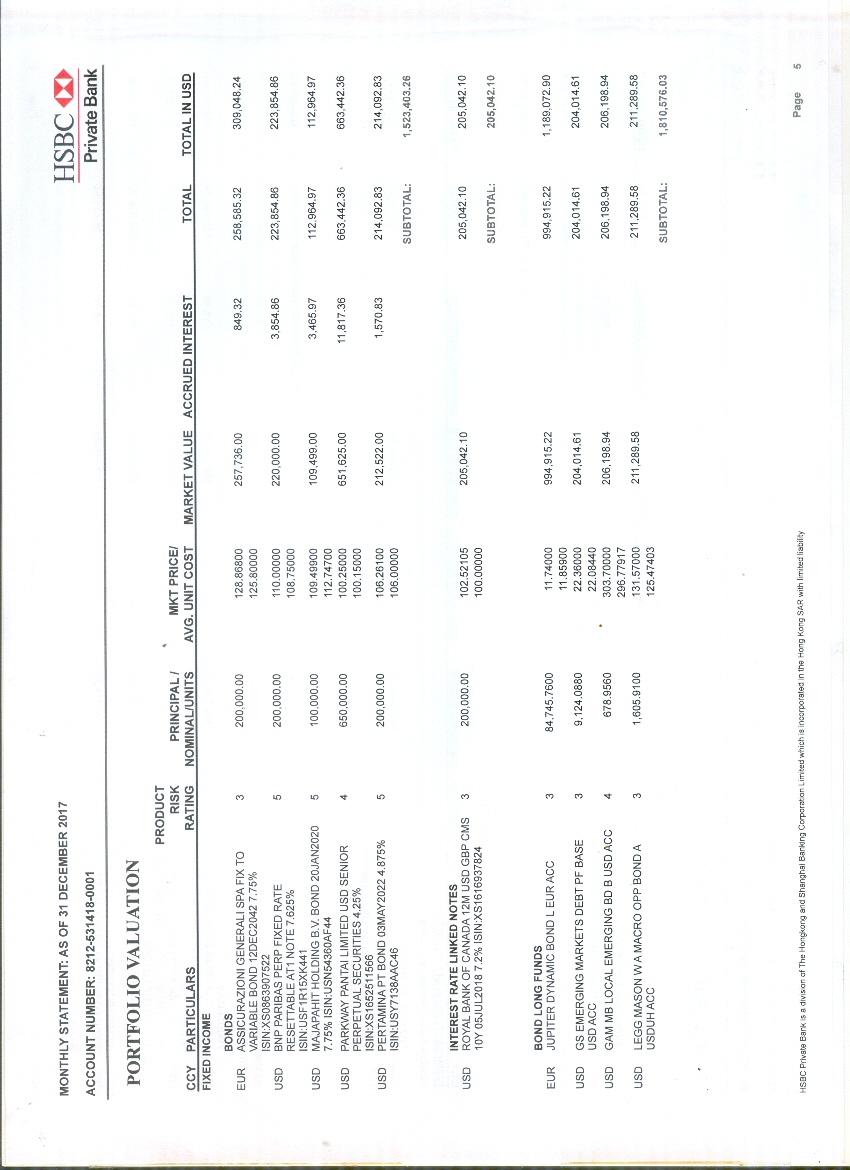 MONTHLY STATEMENT: AS OF 31 DECEMBER 2017
HSBC
Private Bank
ACCOUNT NUMBER: 8212-531418-0001
PORTFOLIO VALUATION
PRODUCT
RISK PRINCIPAL / MKT PRICE/
CCY PARTICULARS RATING NOMINAL/UNITS AVG. UNIT COST MARKET VALUE ACCRUED INTEREST TOTAL TOTAL IN USD
FIXED INCOME
BONDS
EUR ASSICURAZIONI GENERALI SPA FIX TO 3 200,000.00 128.86800 257,736.00 849.32 258,585.32 309,048.24
VARIABLE BOND 12DEC2042 7.75% 125.80000
ISIN:XS0863907522
USD BNP PARIBAS PERP FIXED RATE 5 200,000.00 110.00000 220,000.00 3,854.86 223,854.86 223,854.86
RESETTABLE AT1 NOTE 7.625% 108.75000
ISIN:USF1R15XK441
USD MAJAPAHIT HOLDING B.V. BOND 20JAN2020 5 100,000.00 109.49900 109,499.00 3,465.97 112,964.97 112,964.97
7.75% ISIN:USN54360AF44 112.74700
USD PARKWAY PANTAI LIMITED USD SENIOR 4 650,000.00 100.25000 651,625.00 11,817.36 663,442.36 663,442.36
PERPETUAL SECURITIES 4.25% 100.15000
ISIN:XS1652511566
USD PERTAMINA PT BOND 03MAY2022 4.875% 5 200,000.00 106.26100 212,522.00 1,570.83 214,092.83 214,092.83
ISIN:USY7138AAC46 106.00000
SUBTOTAL: 1,523,403.26
INTEREST RATE LINKED NOTES
USD ROYAL BANK OF CANADA 12M USD GBP CMS 3 200,000.00 102.52105 205,042.10 205,042.10 205,042.10
10Y 05JUL2018 7.2% ISIN:XS1616937824 100.00000
SUBTOTAL: 205,042.10
BOND LONG FUNDS
EUR JUPITER DYNAMIC BOND L EUR ACC 3 84,745.7600 11.74000 994,915.22 994,915.22 1,189,072.90
11.85900
USD GS EMERGING MARKETS DEBT PF BASE 3 9,124.0880 22.36000 204,014.61 204,014.61 204,014.61
USD ACC 22.08440
USD GAM MB LOCAL EMERGING BD B USD ACC 4 678.9560 303.70000 206,198.94 206,198.94 206,198.94
296.77917
USD LEGG MASON W A MACRO OPP BOND A 3 1,605.9100 131.57000 211,289.58 211,289.58 211,289.58
USDUH ACC 125.47403
SUBTOTAL: 1,810,576.03
HSBC Private Bank is a division of The Hongkong and Shanghai Banking Corporation Limited which is incorporated in the Hong Kong SAR with limited liability
Page 5